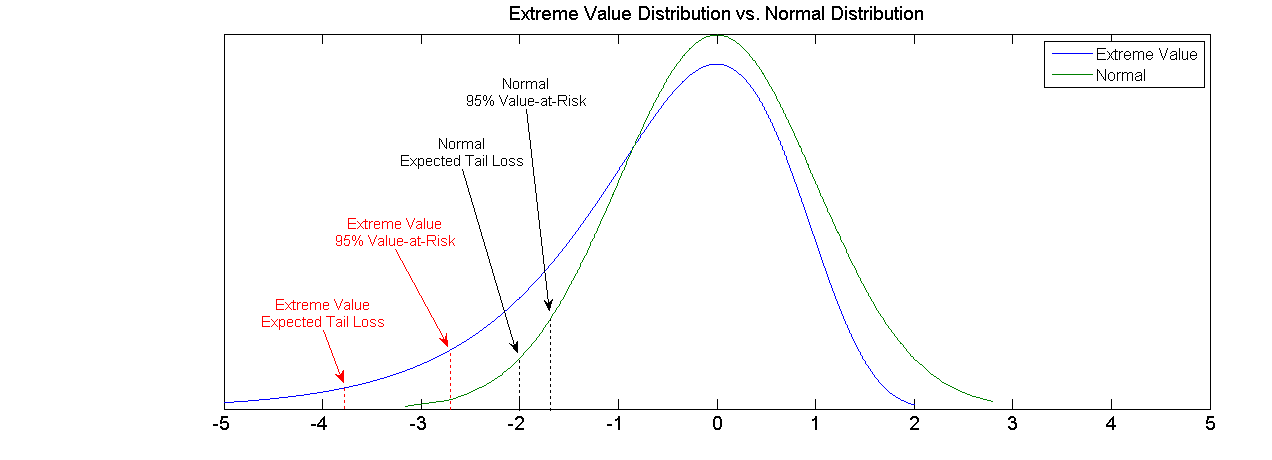 Extreme Value Distribution vs. Normal Distribution
Extreme Value
Normal
Normal
95% Value-at-Risk
Normal
Expected Tail Loss
Extreme Value
95% Value-at-Risk
Extreme Value
Expected Tail Loss
-5 -4 -3 -2 -1 0 1 2 3 4 5